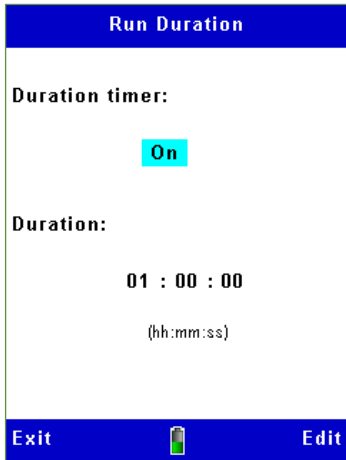 Run Duration
Duration timer:
On
Duration:
01 : 00 : 00
(hh:mm:ss)
Exit Edit